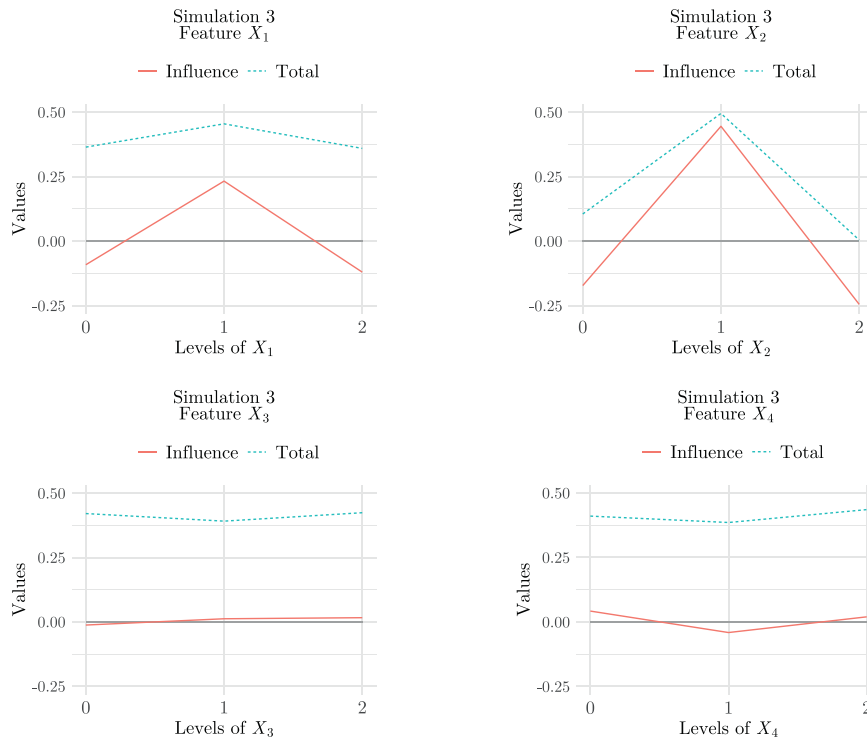 Simulation 3
Feature X₁
Influence Total
0.50
0.25
0.00
-0.25
Values
0 1 2
Levels of X₁
Simulation 3
Feature X₂
Influence Total
0.50
0.25
0.00
-0.25
Values
0 1 2
Levels of X₂
Simulation 3
Feature X₃
Influence Total
0.50
0.25
0.00
-0.25
Values
0 1 2
Levels of X₃
Simulation 3
Feature X₄
Influence Total
0.50
0.25
0.00
-0.25
Values
0 1 2
Levels of X₄